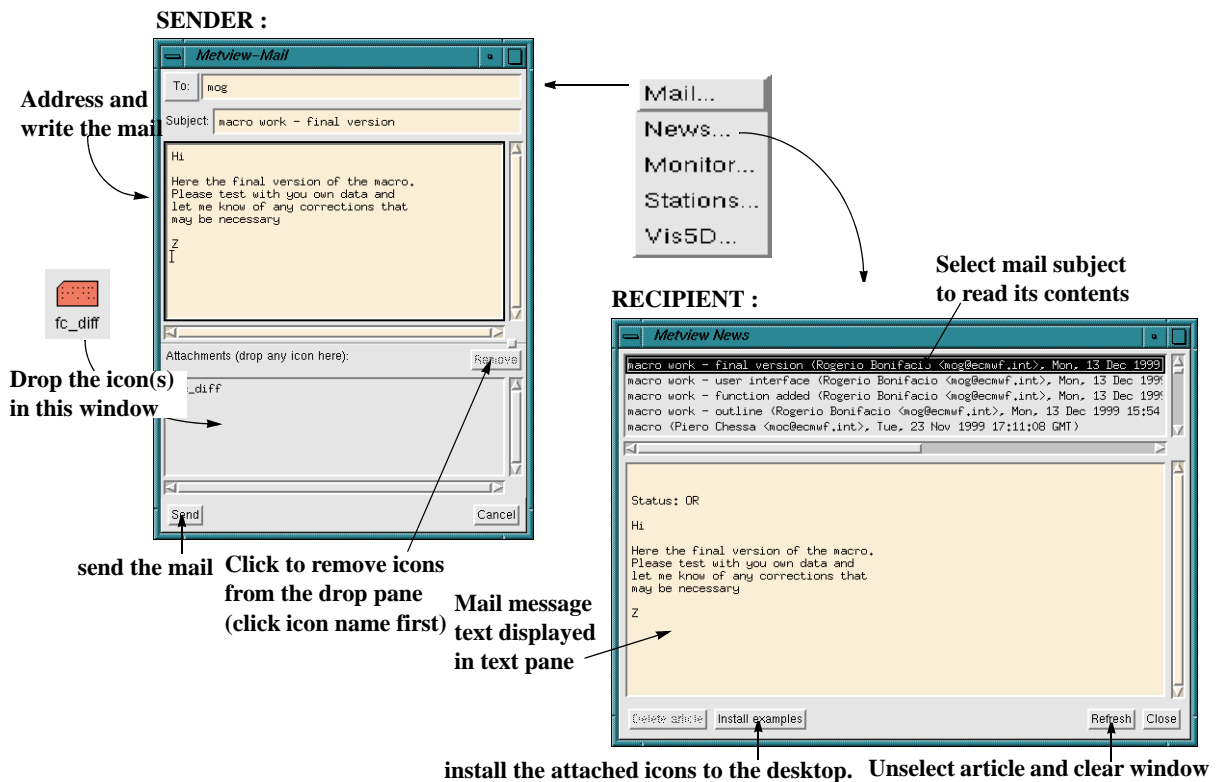 SENDER :
Metview-Mail
To: mog
Subject: macro work - final version
Hi
Here the final version of the macro.
Please test with you own data and
let me know of any corrections that
may be necessary
Z
Attachments (drop any icon here):
Remove
c_diff
Send
Cancel
Address and
write the mail
fc_diff
Drop the icon(s)
in this window
send the mail
Click to remove icons
from the drop pane
(click icon name first)
Mail...
News...
Monitor...
Stations...
Vis5D...
Select mail subject
to read its contents
RECIPIENT :
Metview News
macro work - final version (Rogerio Bonifacio <mog@ecmwf.int>, Mon, 13 Dec 1999
macro work - user interface (Rogerio Bonifacio <mog@ecmwf.int>, Mon, 13 Dec 199
macro work - function added (Rogerio Bonifacio <mog@ecmwf.int>, Mon, 13 Dec 199
macro work - outline (Rogerio Bonifacio <mog@ecmwf.int>, Mon, 13 Dec 1999 15:54
macro (Piero Chessa <moc@ecmwf.int>, Tue, 23 Nov 1999 17:11:08 GMT)
Status: OR
Hi
Here the final version of the macro.
Please test with you own data and
let me know of any corrections that
may be necessary
Z
Mail message
text displayed
in text pane
Delete article
Install examples
Refresh
Close
install the attached icons to the desktop.
Unselect article and clear window